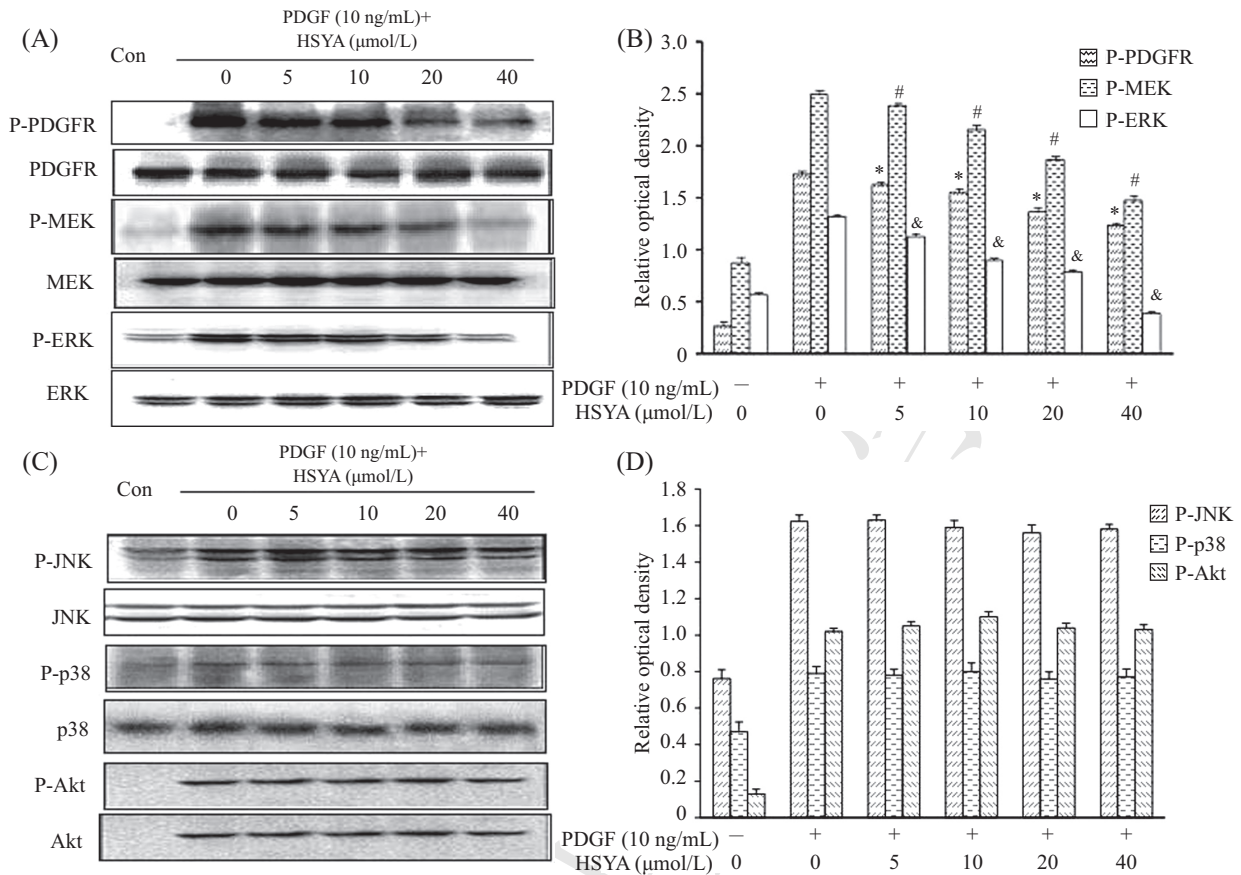 (A)
PDGF (10 ng/mL)+
HSYA (μmol/L)
Con
0 5 10 20 40
P-PDGFR
PDGFR
P-MEK
MEK
P-ERK
ERK
(B)
3.0
2.5
2.0
1.5
1.0
0.5
0
Relative optical density
P-PDGFR
P-MEK
P-ERK
* # &
* # &
* # &
* # &
PDGF (10 ng/mL) − + + + + +
HSYA (μmol/L) 0 0 5 10 20 40
(C)
PDGF (10 ng/mL)+
HSYA (μmol/L)
Con
0 5 10 20 40
P-JNK
JNK
P-p38
p38
P-Akt
Akt
(D)
1.8
1.6
1.4
1.2
1.0
0.8
0.6
0.4
0.2
0
Relative optical density
P-JNK
P-p38
P-Akt
PDGF (10 ng/mL) − + + + + +
HSYA (μmol/L) 0 0 5 10 20 40